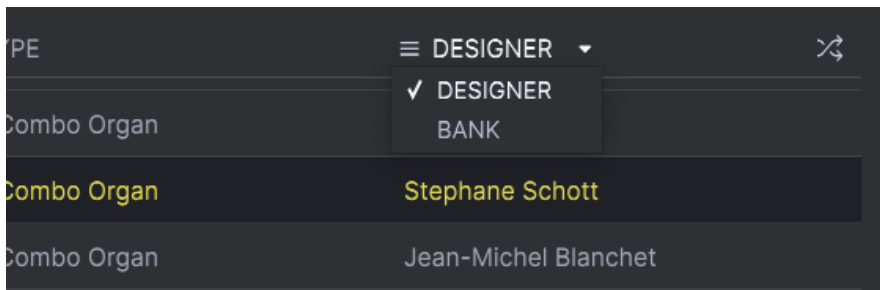 YPE
DESIGNER
DESIGNER
BANK
Combo Organ
Combo Organ Stephane Schott
Combo Organ Jean-Michel Blanchet